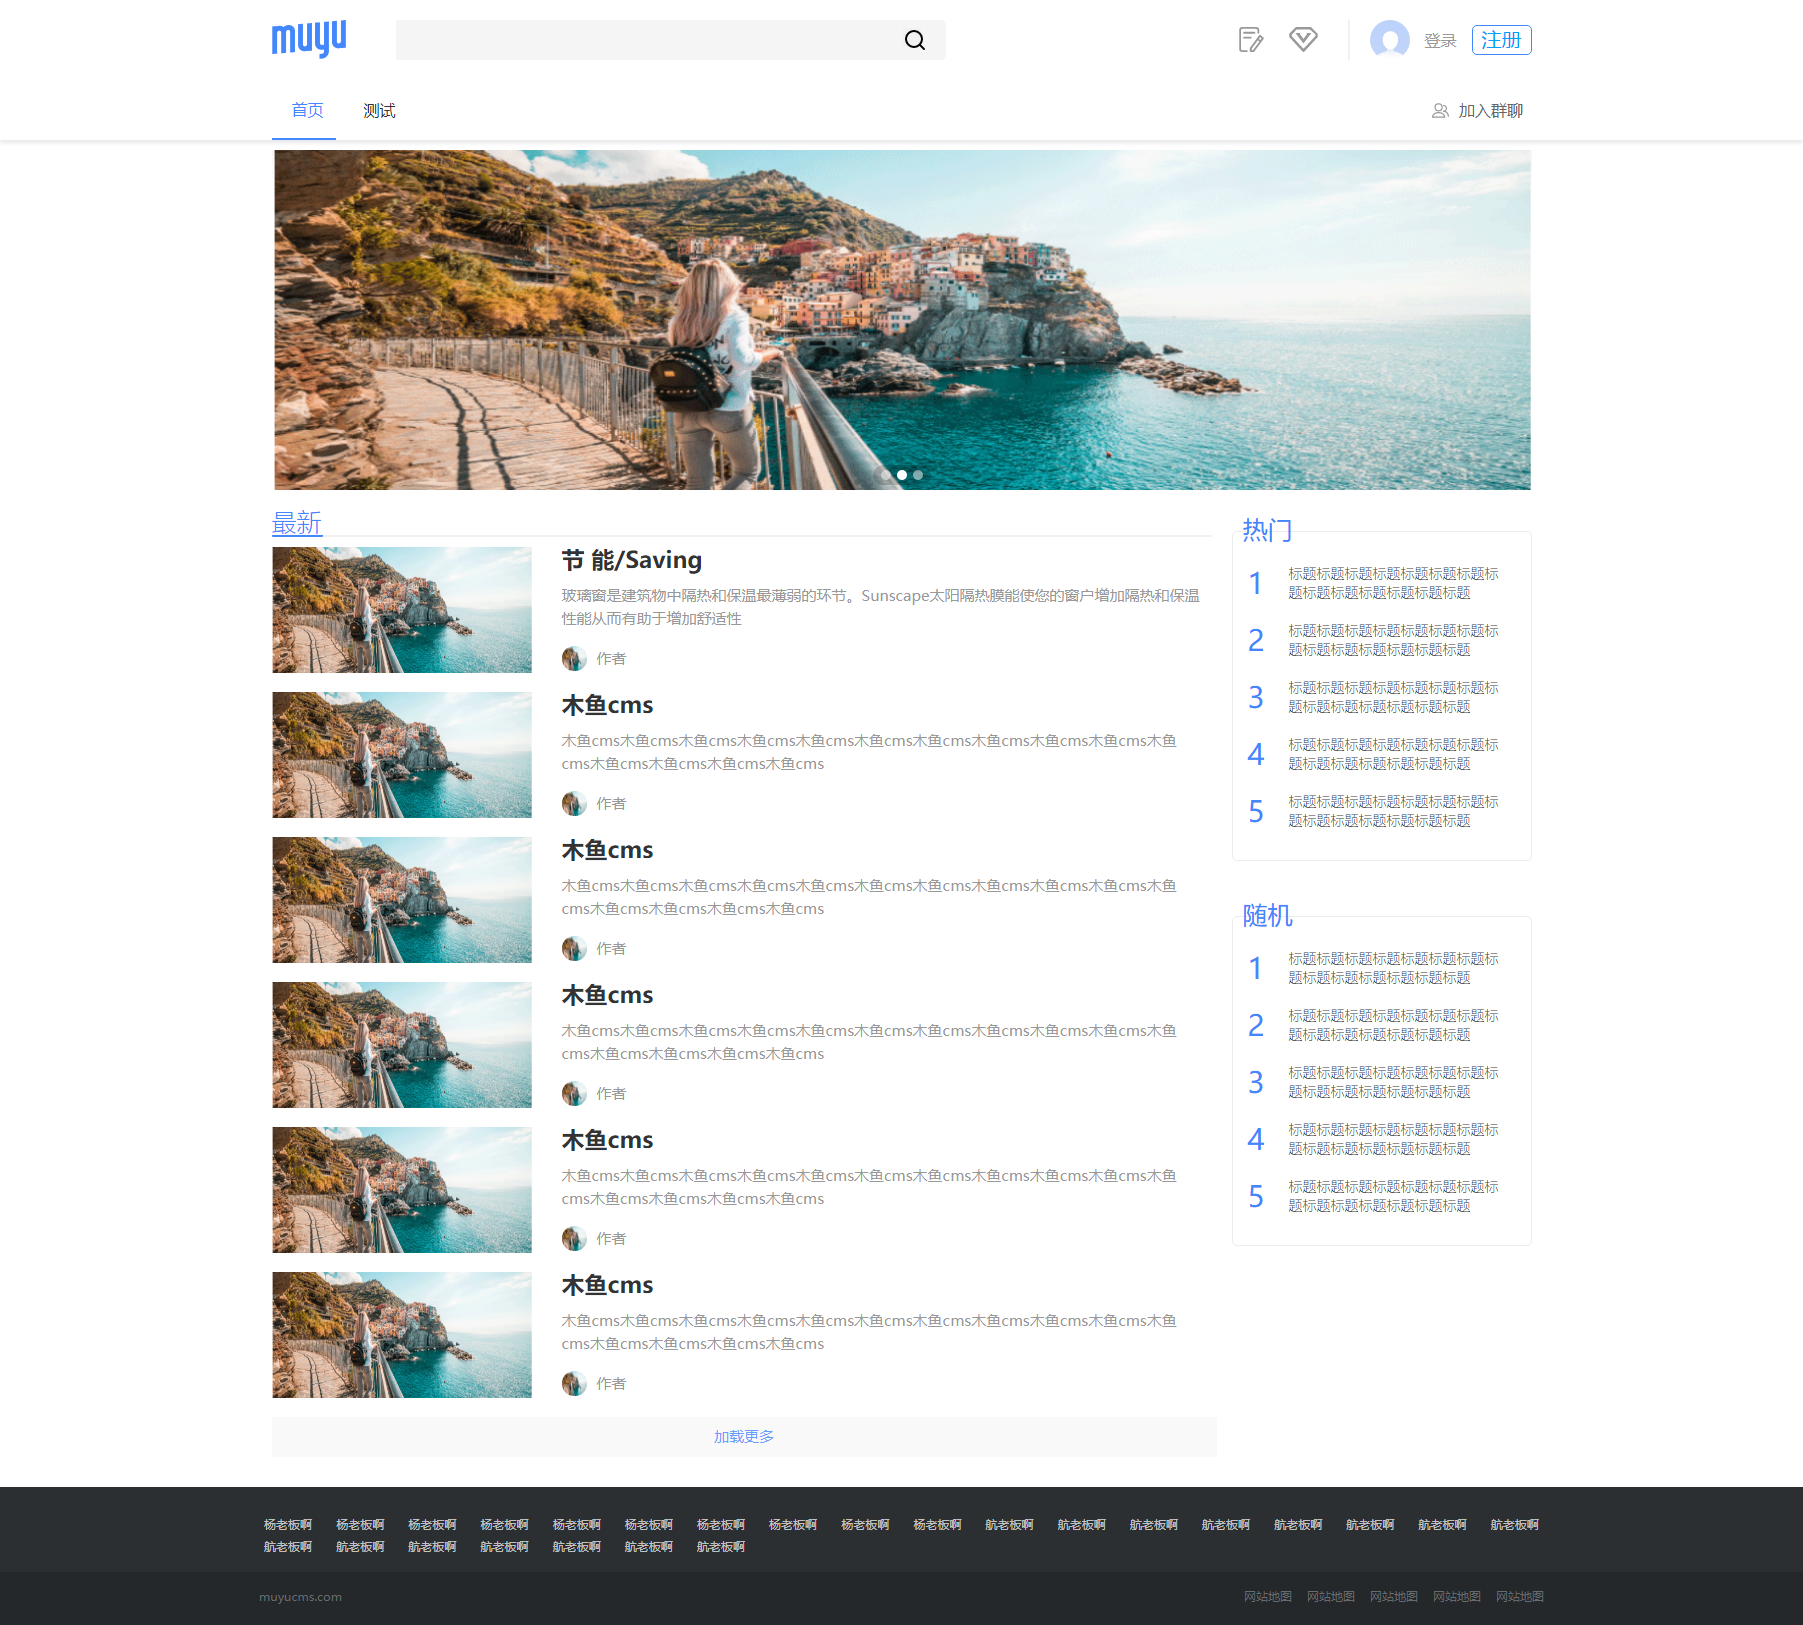 muyu
登录
注册
首页
测试
加入群聊
最新
节 能/Saving
玻璃窗是建筑物中隔热和保温最薄弱的环节。Sunscape太阳隔热膜能使您的窗户增加隔热和保温
性能从而有助于增加舒适性
作者
木鱼cms
木鱼cms木鱼cms木鱼cms木鱼cms木鱼cms木鱼cms木鱼cms木鱼cms木鱼cms木鱼cms木鱼
cms木鱼cms木鱼cms木鱼cms木鱼cms
作者
木鱼cms
木鱼cms木鱼cms木鱼cms木鱼cms木鱼cms木鱼cms木鱼cms木鱼cms木鱼cms木鱼cms木鱼
cms木鱼cms木鱼cms木鱼cms木鱼cms
作者
木鱼cms
木鱼cms木鱼cms木鱼cms木鱼cms木鱼cms木鱼cms木鱼cms木鱼cms木鱼cms木鱼cms木鱼
cms木鱼cms木鱼cms木鱼cms木鱼cms
作者
木鱼cms
木鱼cms木鱼cms木鱼cms木鱼cms木鱼cms木鱼cms木鱼cms木鱼cms木鱼cms木鱼cms木鱼
cms木鱼cms木鱼cms木鱼cms木鱼cms
作者
木鱼cms
木鱼cms木鱼cms木鱼cms木鱼cms木鱼cms木鱼cms木鱼cms木鱼cms木鱼cms木鱼cms木鱼
cms木鱼cms木鱼cms木鱼cms木鱼cms
作者
加载更多
热门
1
标题标题标题标题标题标题标题标
题标题标题标题标题标题标题
2
标题标题标题标题标题标题标题标
题标题标题标题标题标题标题
3
标题标题标题标题标题标题标题标
题标题标题标题标题标题标题
4
标题标题标题标题标题标题标题标
题标题标题标题标题标题标题
5
标题标题标题标题标题标题标题标
题标题标题标题标题标题标题
随机
1
标题标题标题标题标题标题标题标
题标题标题标题标题标题标题
2
标题标题标题标题标题标题标题标
题标题标题标题标题标题标题
3
标题标题标题标题标题标题标题标
题标题标题标题标题标题标题
4
标题标题标题标题标题标题标题标
题标题标题标题标题标题标题
5
标题标题标题标题标题标题标题标
题标题标题标题标题标题标题
杨老板啊 杨老板啊 杨老板啊 杨老板啊 杨老板啊 杨老板啊 杨老板啊 杨老板啊 杨老板啊 杨老板啊 航老板啊 航老板啊 航老板啊 航老板啊 航老板啊 航老板啊 航老板啊 航老板啊
航老板啊 航老板啊 航老板啊 航老板啊 航老板啊 航老板啊 航老板啊
muyucms.com
网站地图 网站地图 网站地图 网站地图 网站地图